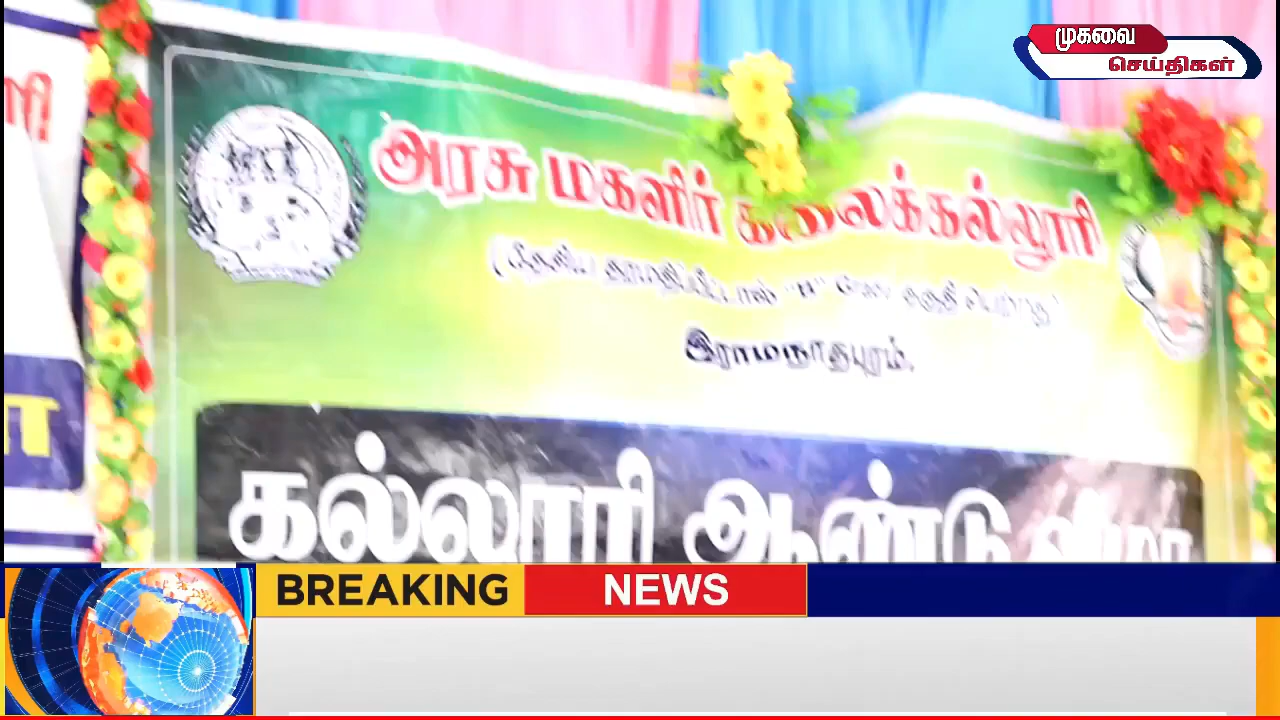 முகவை
செய்திகள்
அரசு மகளிர் கலைக்கல்லூரி
இராமநாதபுரம்.
கல்லூரி ஆண்டு விழா
BREAKING NEWS